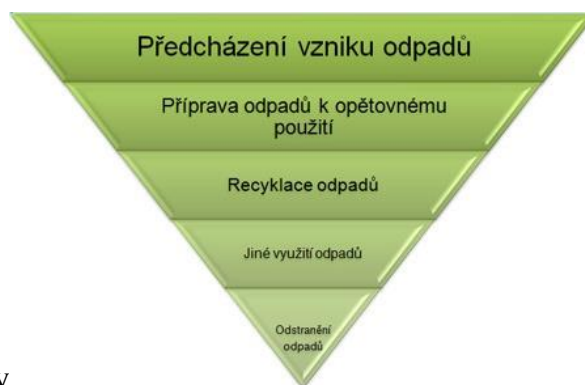 Předcházení vzniku odpadů
Příprava odpadů k opětovnému
použití
Recyklace odpadů
Jiné využití odpadů
Odstranění
odpadů